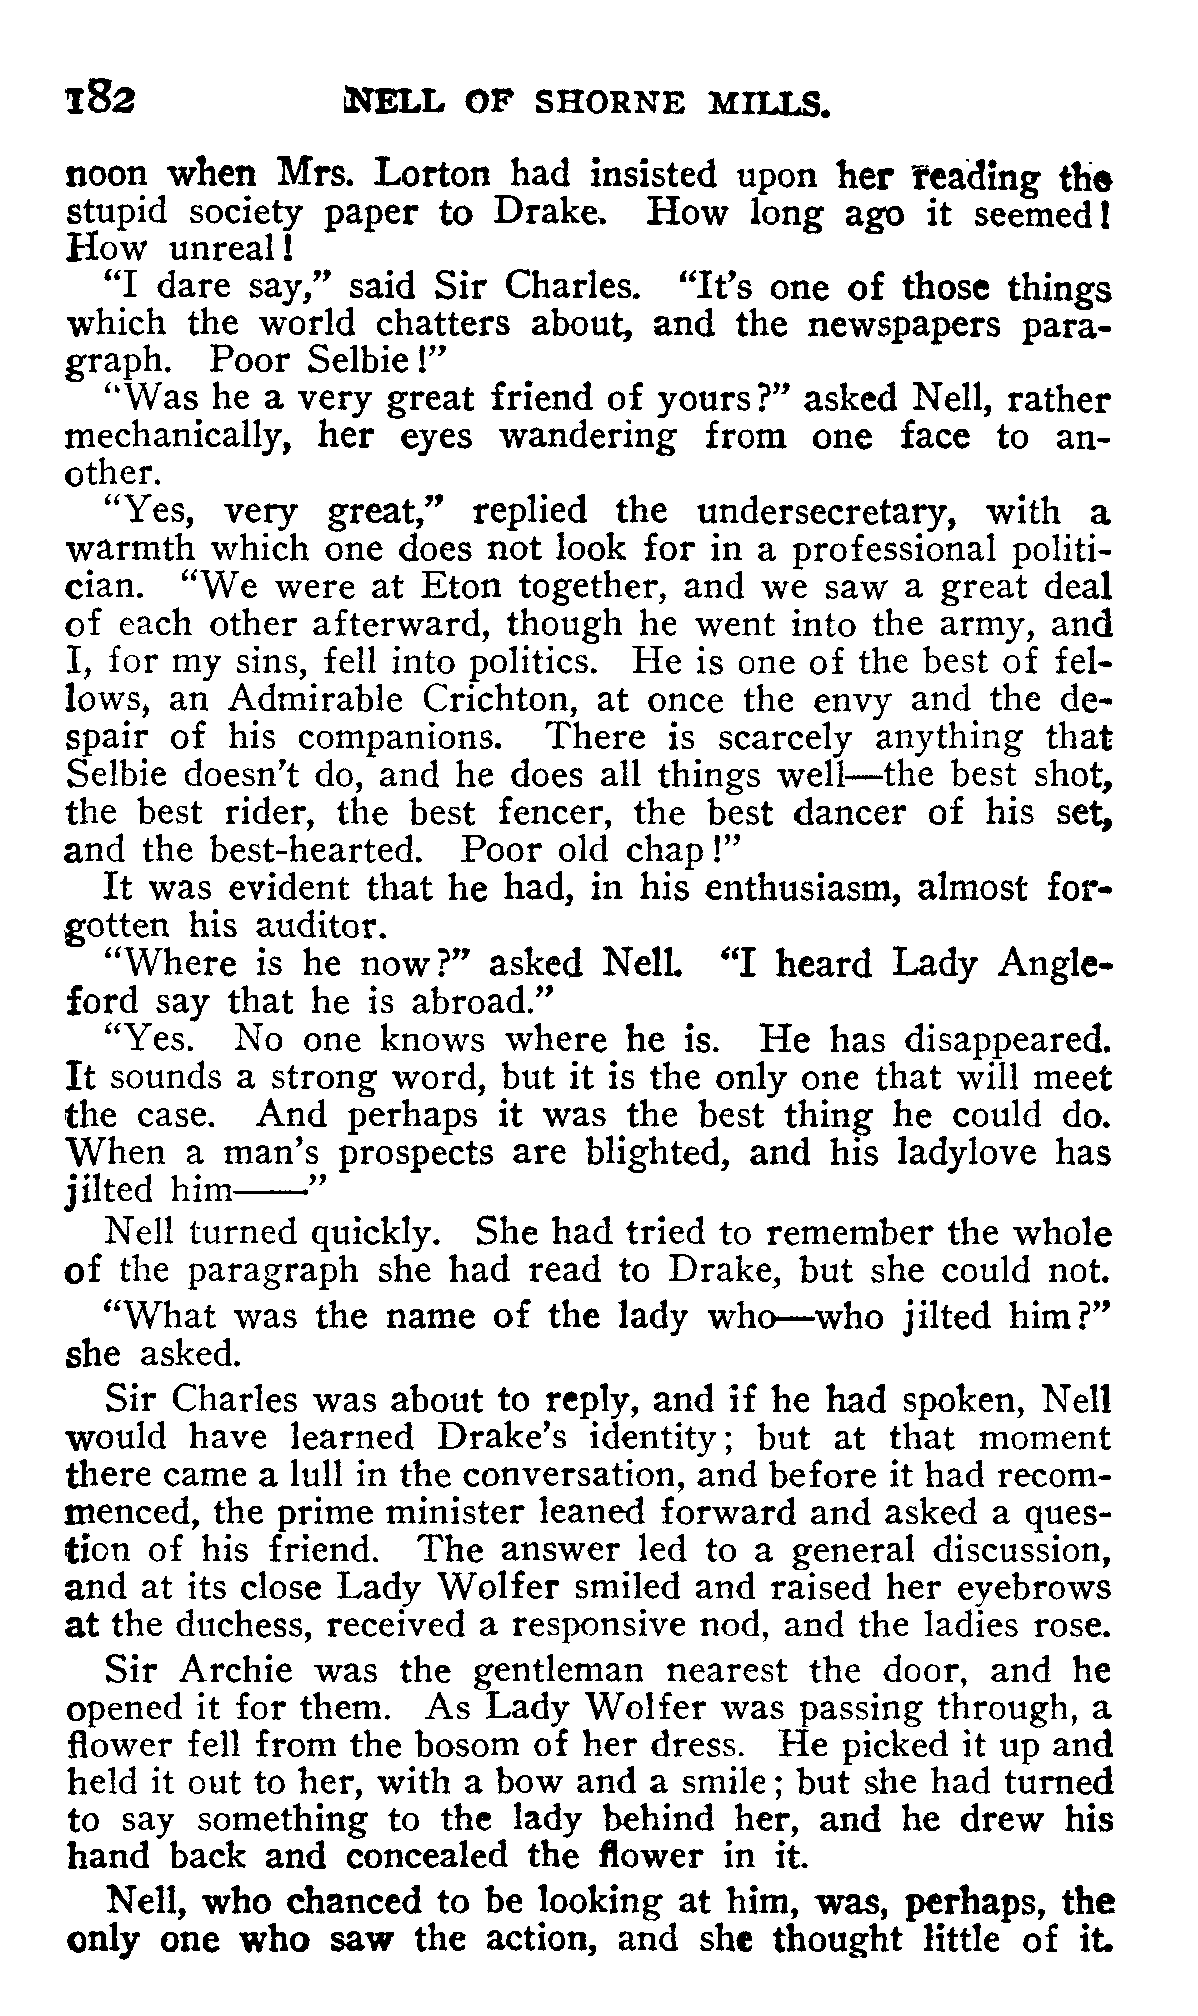 182 NELL OF SHORNE MILLS.
noon when Mrs. Lorton had insisted upon her reading the
stupid society paper to Drake. How long ago it seemed!
How unreal!
"I dare say," said Sir Charles. "It's one of those things
which the world chatters about, and the newspapers para-
graph. Poor Selbie!"
"Was he a very great friend of yours?" asked Nell, rather
mechanically, her eyes wandering from one face to an-
other.
"Yes, very great," replied the undersecretary, with a
warmth which one does not look for in a professional politi-
cian. "We were at Eton together, and we saw a great deal
of each other afterward, though he went into the army, and
I, for my sins, fell into politics. He is one of the best of fel-
lows, an Admirable Crichton, at once the envy and the de-
spair of his companions. There is scarcely anything that
Selbie doesn't do, and he does all things well—the best shot,
the best rider, the best fencer, the best dancer of his set,
and the best-hearted. Poor old chap!"
It was evident that he had, in his enthusiasm, almost for-
gotten his auditor.
"Where is he now?" asked Nell. "I heard Lady Angle-
ford say that he is abroad."
"Yes. No one knows where he is. He has disappeared.
It sounds a strong word, but it is the only one that will meet
the case. And perhaps it was the best thing he could do.
When a man's prospects are blighted, and his ladylove has
jilted him——"
Nell turned quickly. She had tried to remember the whole
of the paragraph she had read to Drake, but she could not.
"What was the name of the lady who—who jilted him?"
she asked.
Sir Charles was about to reply, and if he had spoken, Nell
would have learned Drake's identity; but at that moment
there came a lull in the conversation, and before it had recom-
menced, the prime minister leaned forward and asked a ques-
tion of his friend. The answer led to a general discussion,
and at its close Lady Wolfer smiled and raised her eyebrows
at the duchess, received a responsive nod, and the ladies rose.
Sir Archie was the gentleman nearest the door, and he
opened it for them. As Lady Wolfer was passing through, a
flower fell from the bosom of her dress. He picked it up and
held it out to her, with a bow and a smile; but she had turned
to say something to the lady behind her, and he drew his
hand back and concealed the flower in it.
Nell, who chanced to be looking at him, was, perhaps, the
only one who saw the action, and she thought little of it.